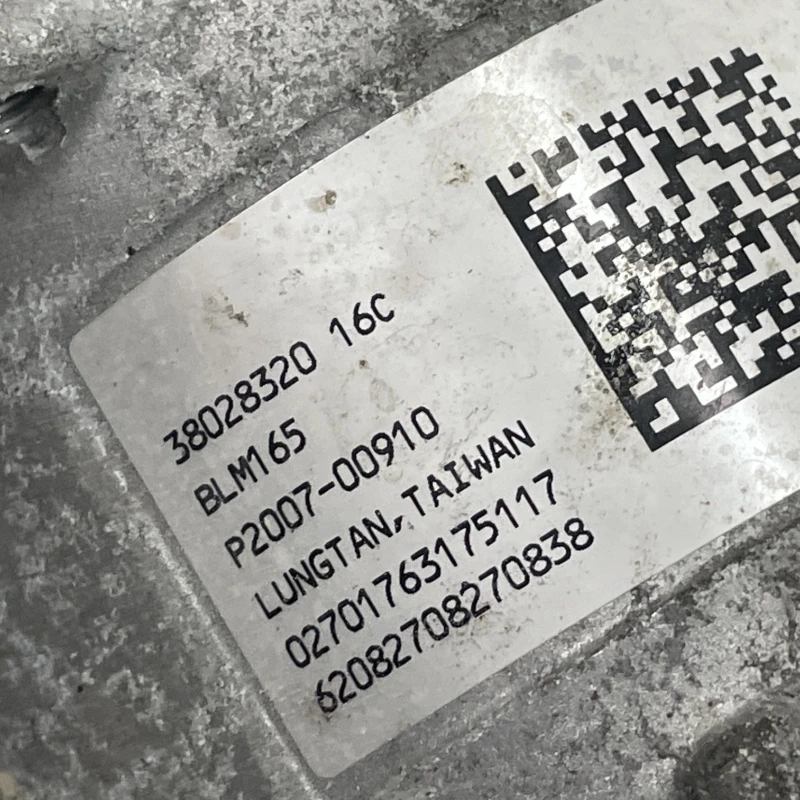 38028320 16C
BLM165
P2007-00910
LUNGTAN, TAIWAN
02701763175117
62082708270838